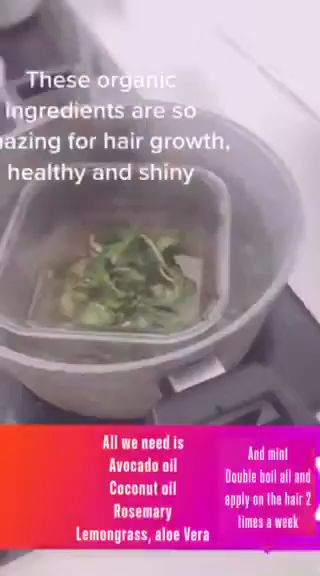 These organic
ingredients are so
mazing for hair growth,
healthy and shiny
All we need is
Avocado oil
Coconut oil
Rosemary
Lemongrass, aloe Vera
And mint
Double boil all and
apply on the hair 2
times a week